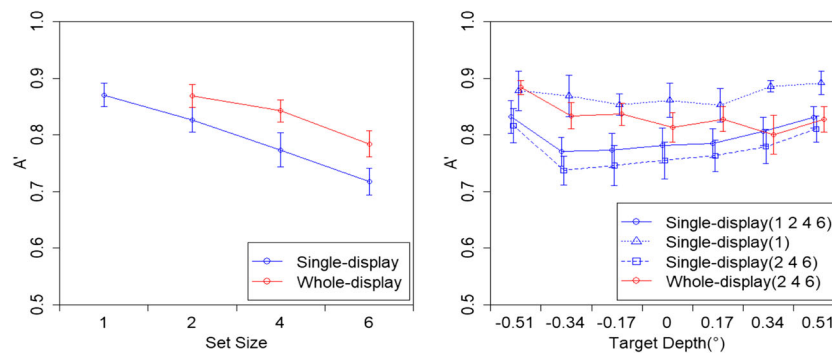 1.0
0.9
0.8
0.7
0.6
0.5
A'
1 2 4 6
Set Size
Single-display
Whole-display
1.0
0.9
0.8
0.7
0.6
0.5
A'
-0.51 -0.34 -0.17 0 0.17 0.34 0.51
Target Depth(°)
Single-display(1 2 4 6)
Single-display(1)
Single-display(2 4 6)
Whole-display(2 4 6)